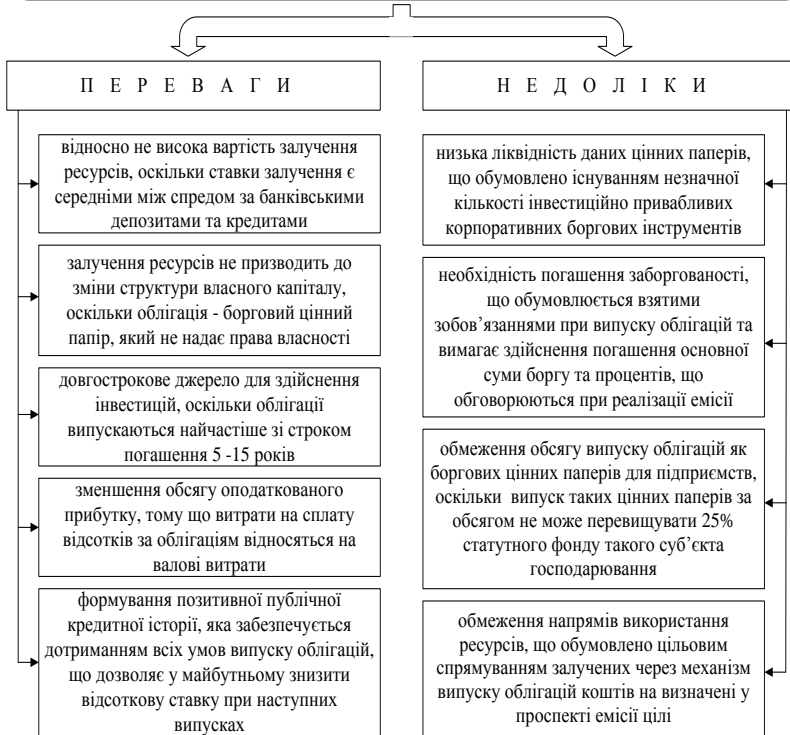 П Е Р Е В А Г И
відносно не висока вартість залучення
ресурсів, оскільки ставки залучення є
середніми між спредом за банківськими
депозитами та кредитами
залучення ресурсів не призводить до
зміни структури власного капіталу,
оскільки облігація - борговий цінний
папір, який не надає права власності
довгострокове джерело для здійснення
інвестицій, оскільки облігації
випускаються найчастіше зі строком
погашення 5 -15 років
зменшення обсягу оподаткованого
прибутку, тому що витрати на сплату
відсотків за облігаціям відносяться на
валові витрати
формування позитивної публічної
кредитної історії, яка забезпечується
дотриманням всіх умов випуску облігацій,
що дозволяє у майбутньому знизити
відсоткову ставку при наступних
випусках
Н Е Д О Л І К И
низька ліквідність даних цінних паперів,
що обумовлено існуванням незначної
кількості інвестиційно привабливих
корпоративних боргових інструментів
необхідність погашення заборгованості,
що обумовлюється взятими
зобов’язаннями при випуску облігацій та
вимагає здійснення погашення основної
суми боргу та процентів, що
обговорюються при реалізації емісії
обмеження обсягу випуску облігацій як
боргових цінних паперів для підприємств,
оскільки випуск таких цінних паперів за
обсягом не може перевищувати 25%
статутного фонду такого суб’єкта
господарювання
обмеження напрямів використання
ресурсів, що обумовлено цільовим
спрямуванням залучених через механізм
випуску облігацій коштів на визначені у
проспекті емісії цілі